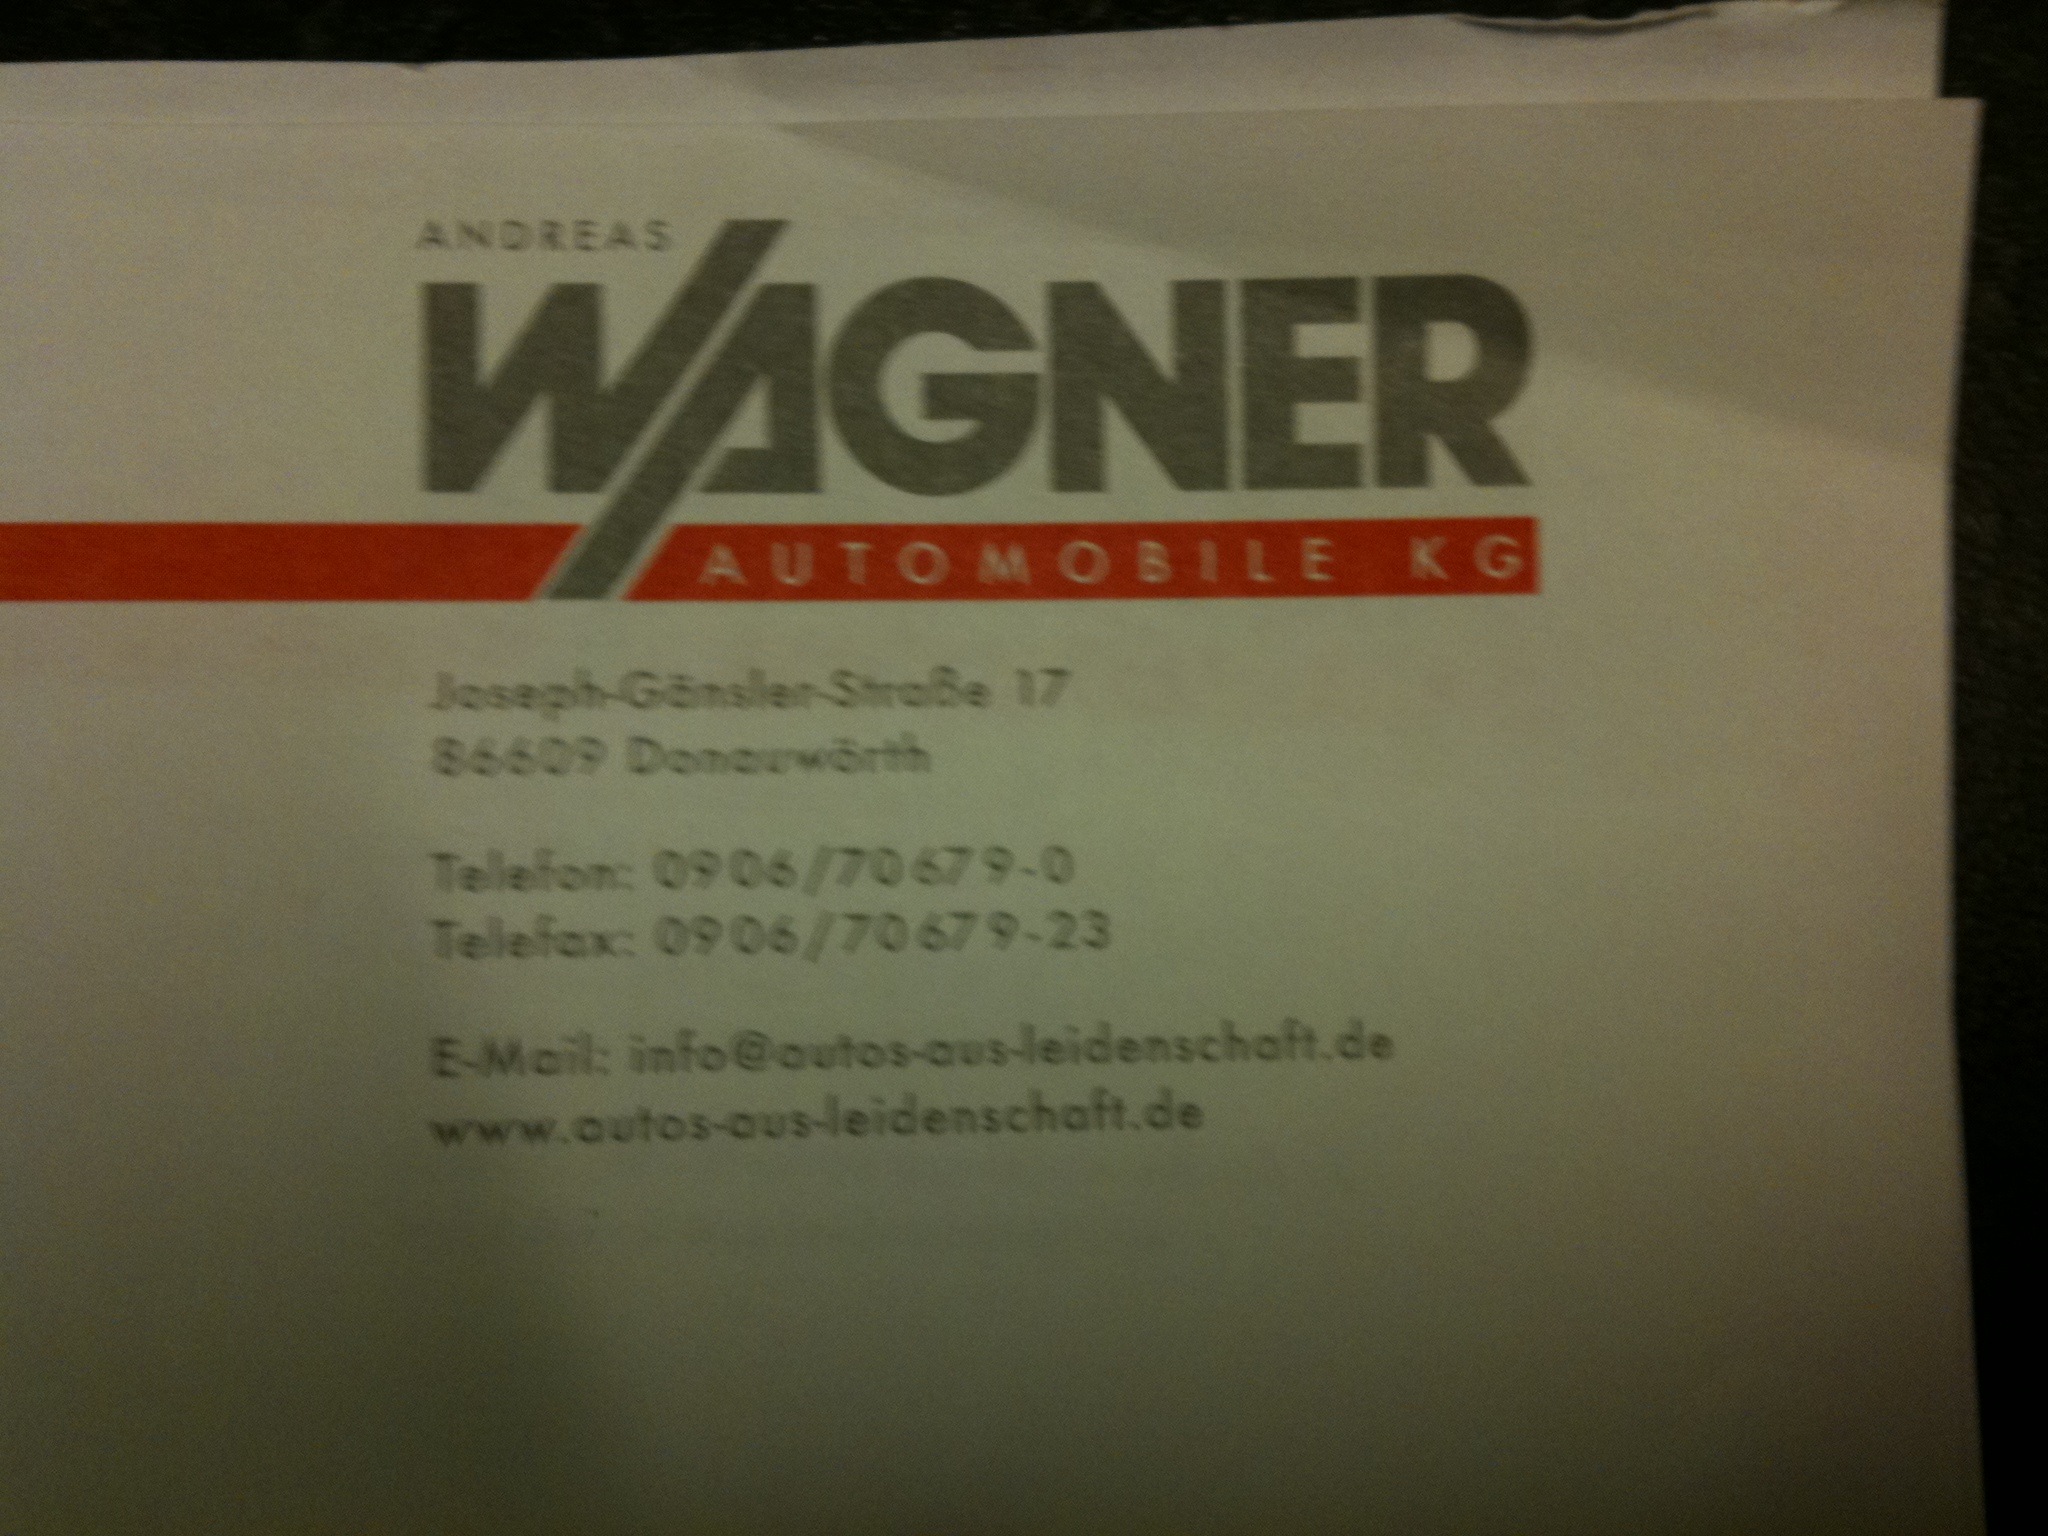 ANDREAS
WAGNER
AUTOMOBILE KG
Joseph-Gänsler-Straße 17
86609 Donauwörth
Telefon: 0906/70679-0
Telefax: 0906/70679-23
E-Mail: info@autos-aus-leidenschaft.de
www.autos-aus-leidenschaft.de